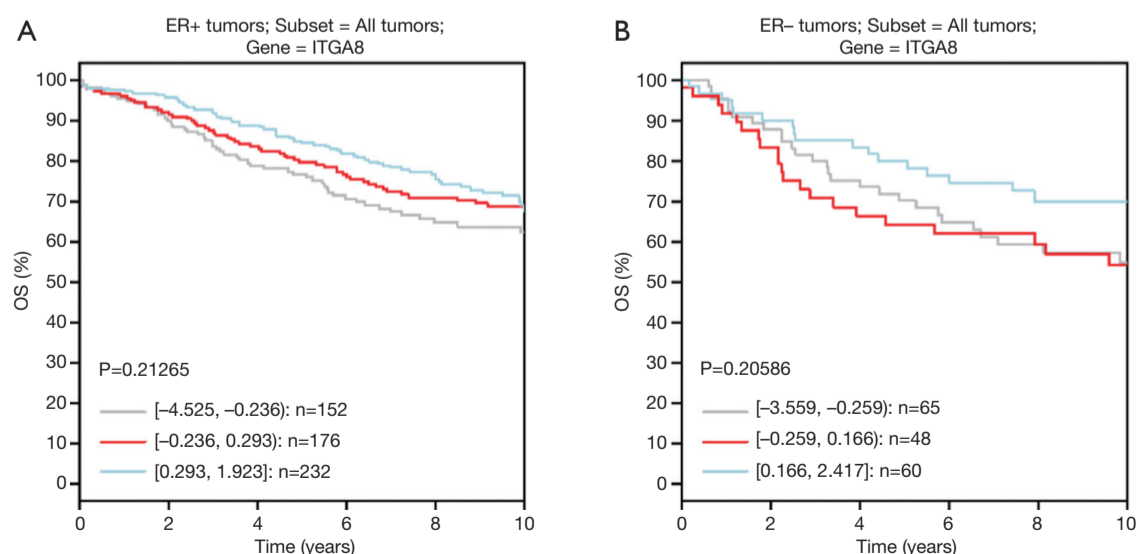 A
ER+ tumors; Subset = All tumors;
Gene = ITGA8
OS (%)
100
90
80
70
60
50
40
30
20
10
0
P=0.21265
[–4.525, –0.236): n=152
[–0.236, 0.293): n=176
[0.293, 1.923]: n=232
0 2 4 6 8 10
Time (years)
B
ER– tumors; Subset = All tumors;
Gene = ITGA8
OS (%)
100
90
80
70
60
50
40
30
20
10
0
P=0.20586
[–3.559, –0.259): n=65
[–0.259, 0.166): n=48
[0.166, 2.417]: n=60
0 2 4 6 8 10
Time (years)